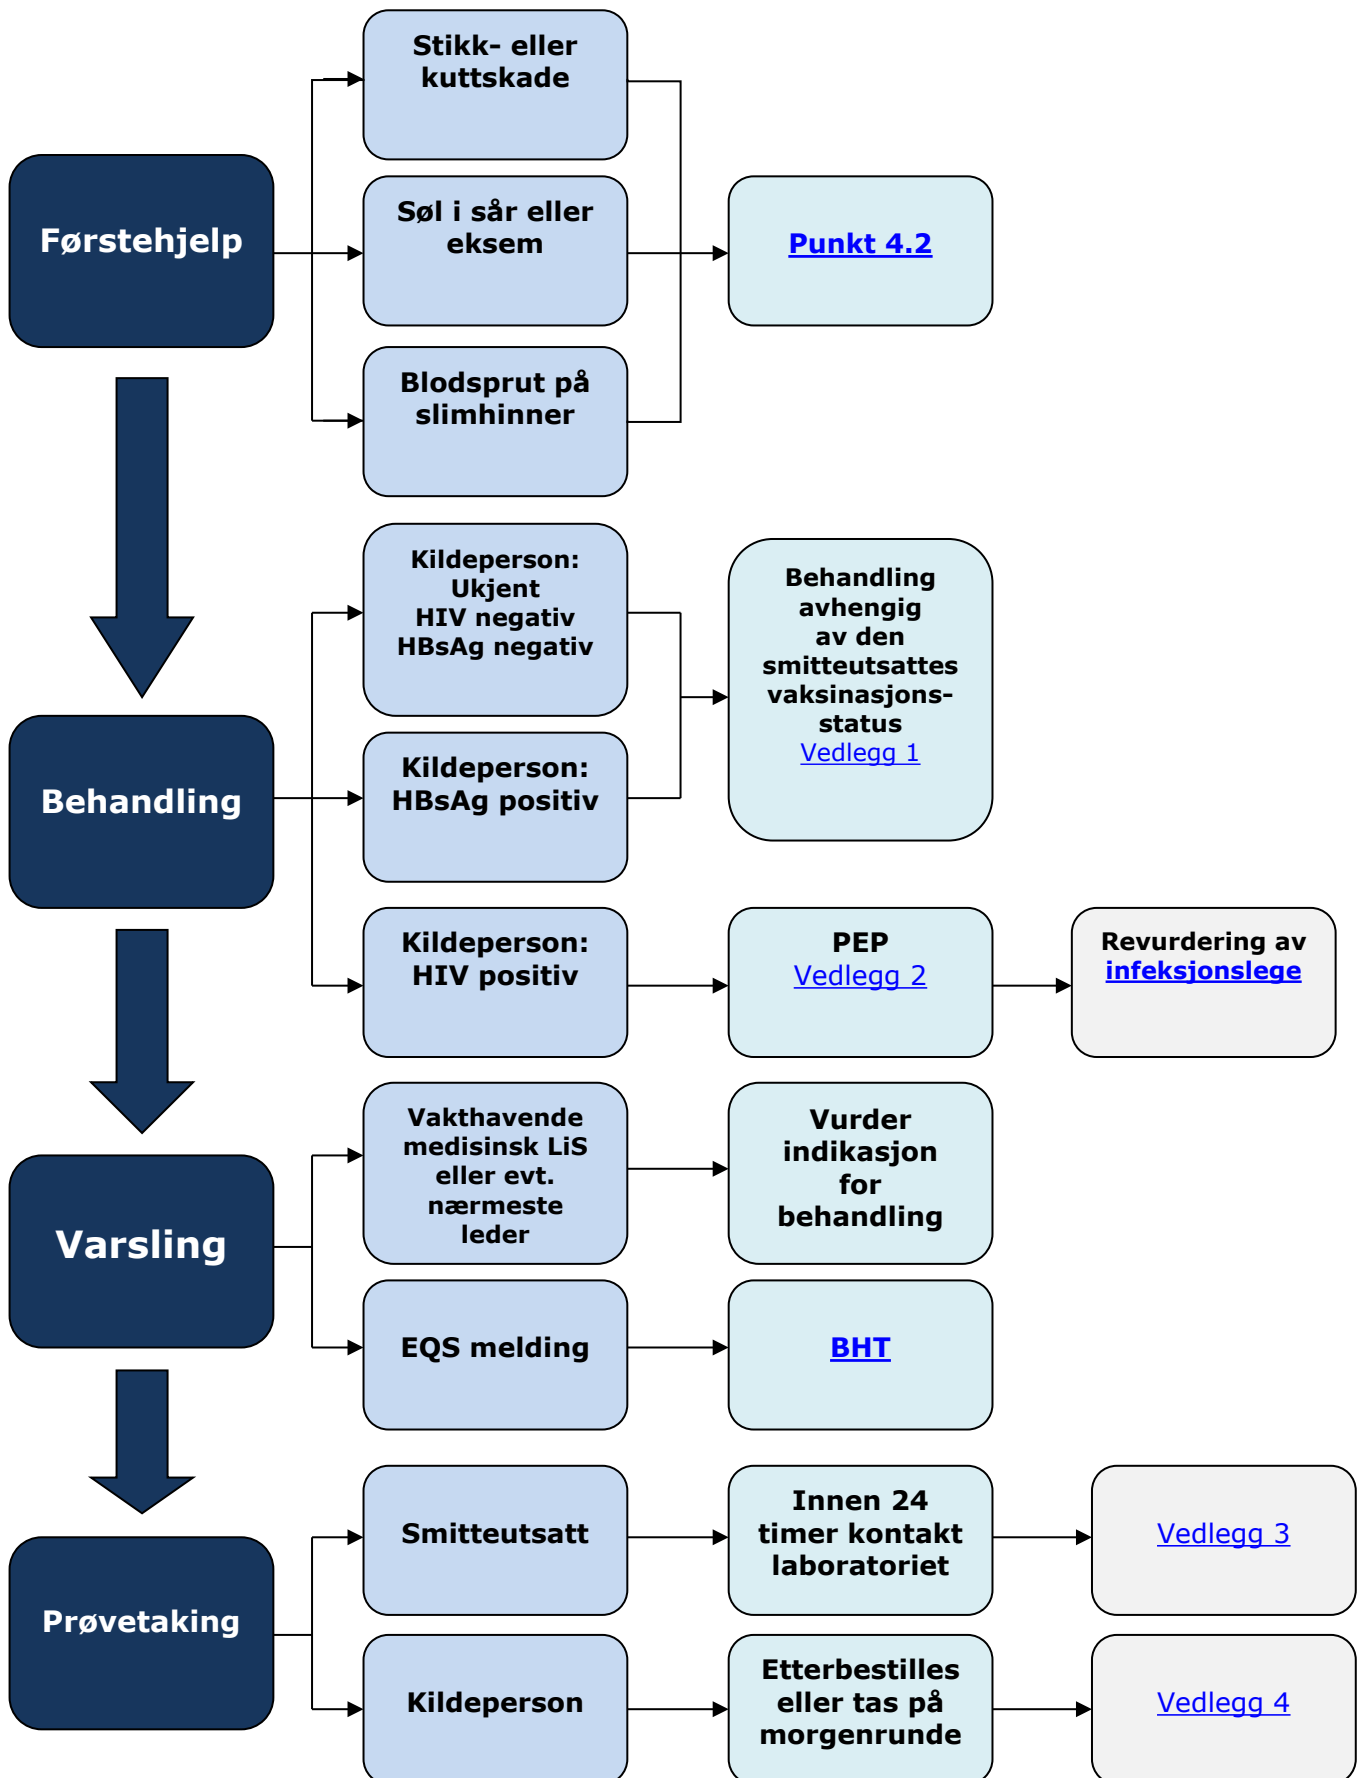 Førstehjelp
Stikk- eller
kuttskade
Søl i sår eller
eksem
Blodsprut på
slimhinner
Punkt 4.2
Behandling
Kildeperson:
Ukjent
HIV negativ
HBsAg negativ
Kildeperson:
HBsAg positiv
Behandling
avhengig
av den
smitteutsattes
vaksinasjons-
status
Vedlegg 1
Kildeperson:
HIV positiv
PEP
Vedlegg 2
Revurdering av
infeksjonslege
Varsling
Vakthavende
medisinsk LiS
eller evt.
nærmeste
leder
Vurder
indikasjon
for
behandling
EQS melding
BHT
Prøvetaking
Smitteutsatt
Innen 24
timer kontakt
laboratoriet
Vedlegg 3
Kildeperson
Etterbestilles
eller tas på
morgenrunde
Vedlegg 4